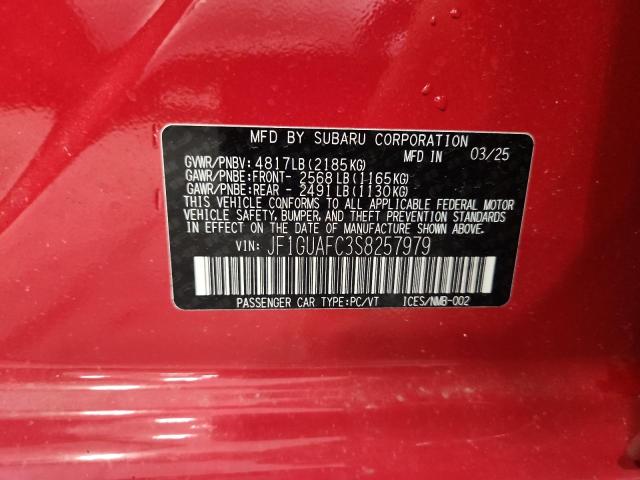 MFD BY SUBARU CORPORATION
GVWR/PNBV: 4817LB(2185KG) MFD IN 03/25
GAWR/PNBE:FRONT- 2568LB(1165KG)
GAWR/PNBE:REAR - 2491LB(1130KG)
THIS VEHICLE CONFORMS TO ALL APPLICABLE FEDERAL MOTOR
VEHICLE SAFETY, BUMPER, AND THEFT PREVENTION STANDARDS
IN EFFECT ON THE DATE OF MANUFACTURE SHOWN ABOVE.
VIN: JF1GUAFC3S8257979
PASSENGER CAR TYPE:PC/VT ICES/NMB-002